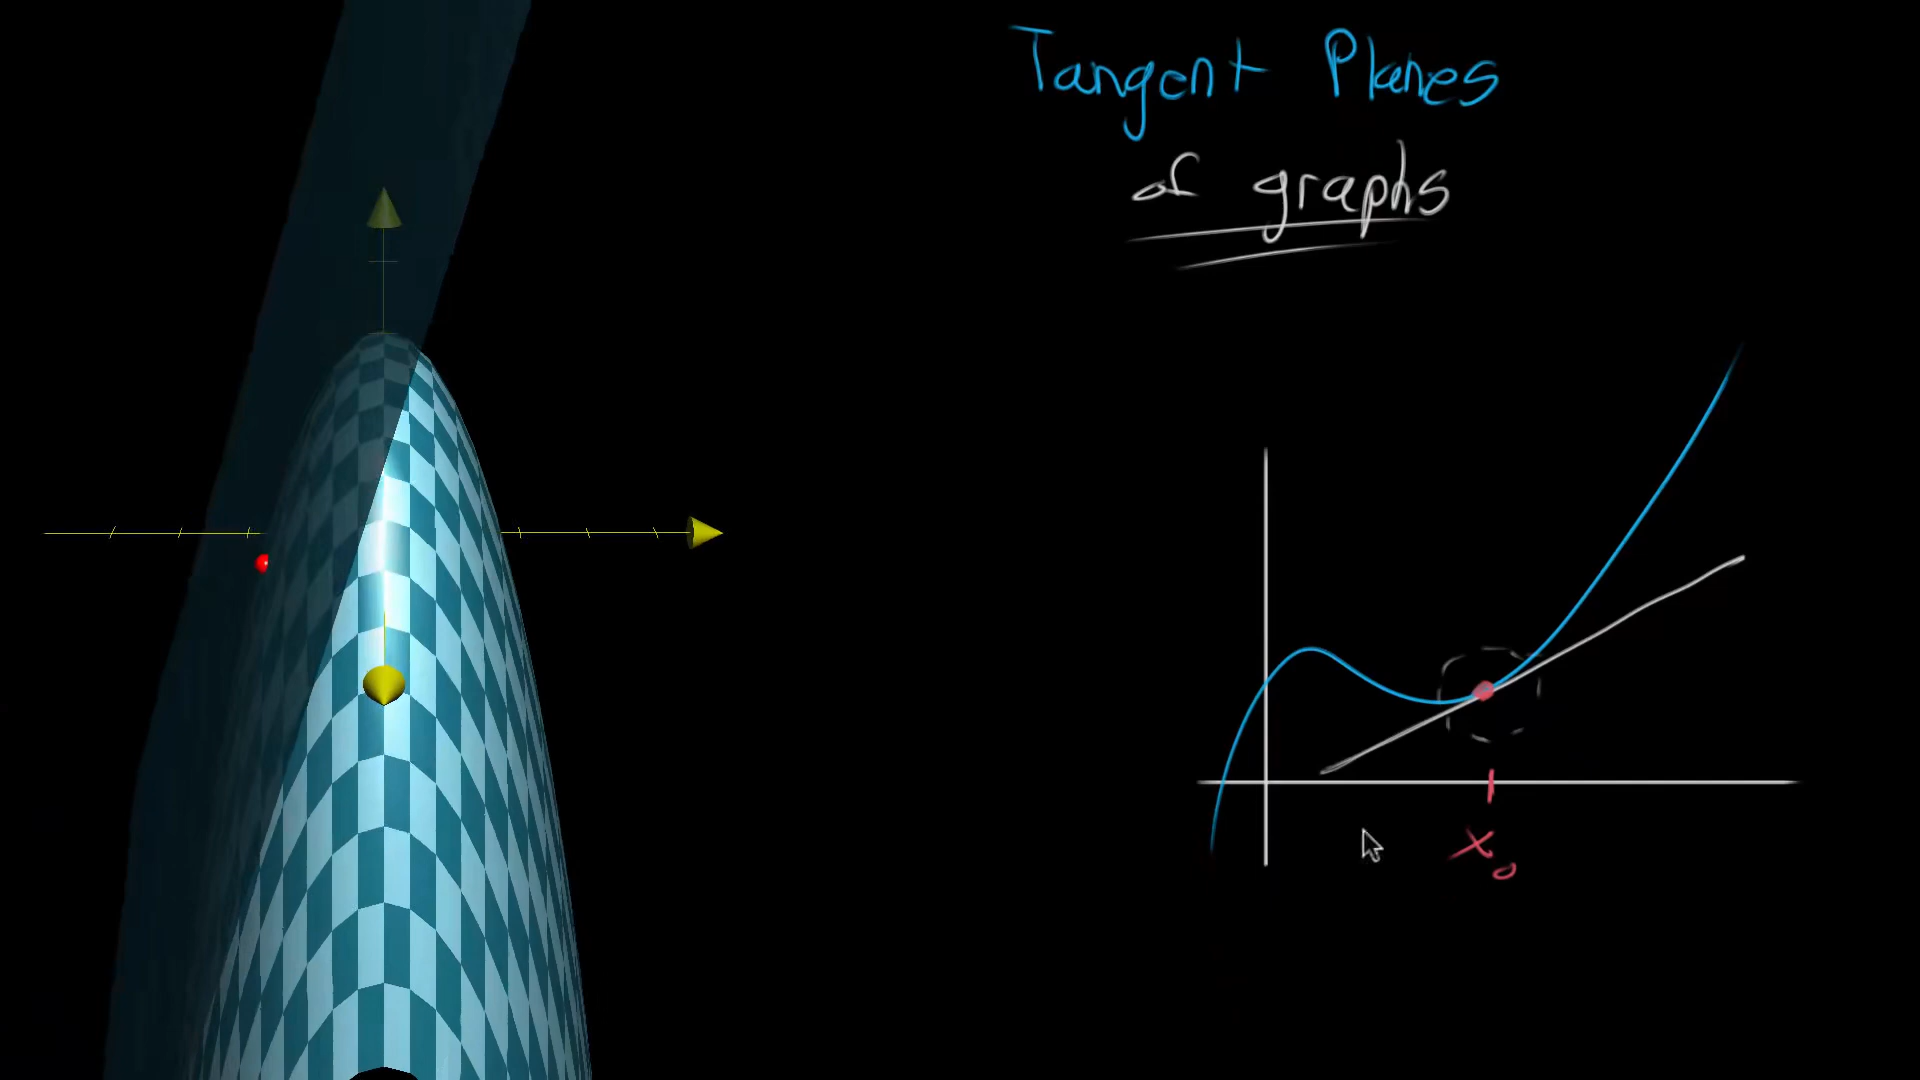 Tangent Planes
of graphs
x₀